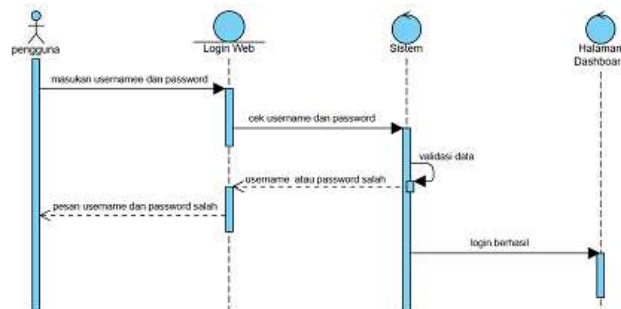 pengguna
Login Web
Sistem
Halaman
Dashboar
masukan usernamee dan password
cek username dan password
validasi data
username atau password salah
pesan username dan password salah
login berhasil